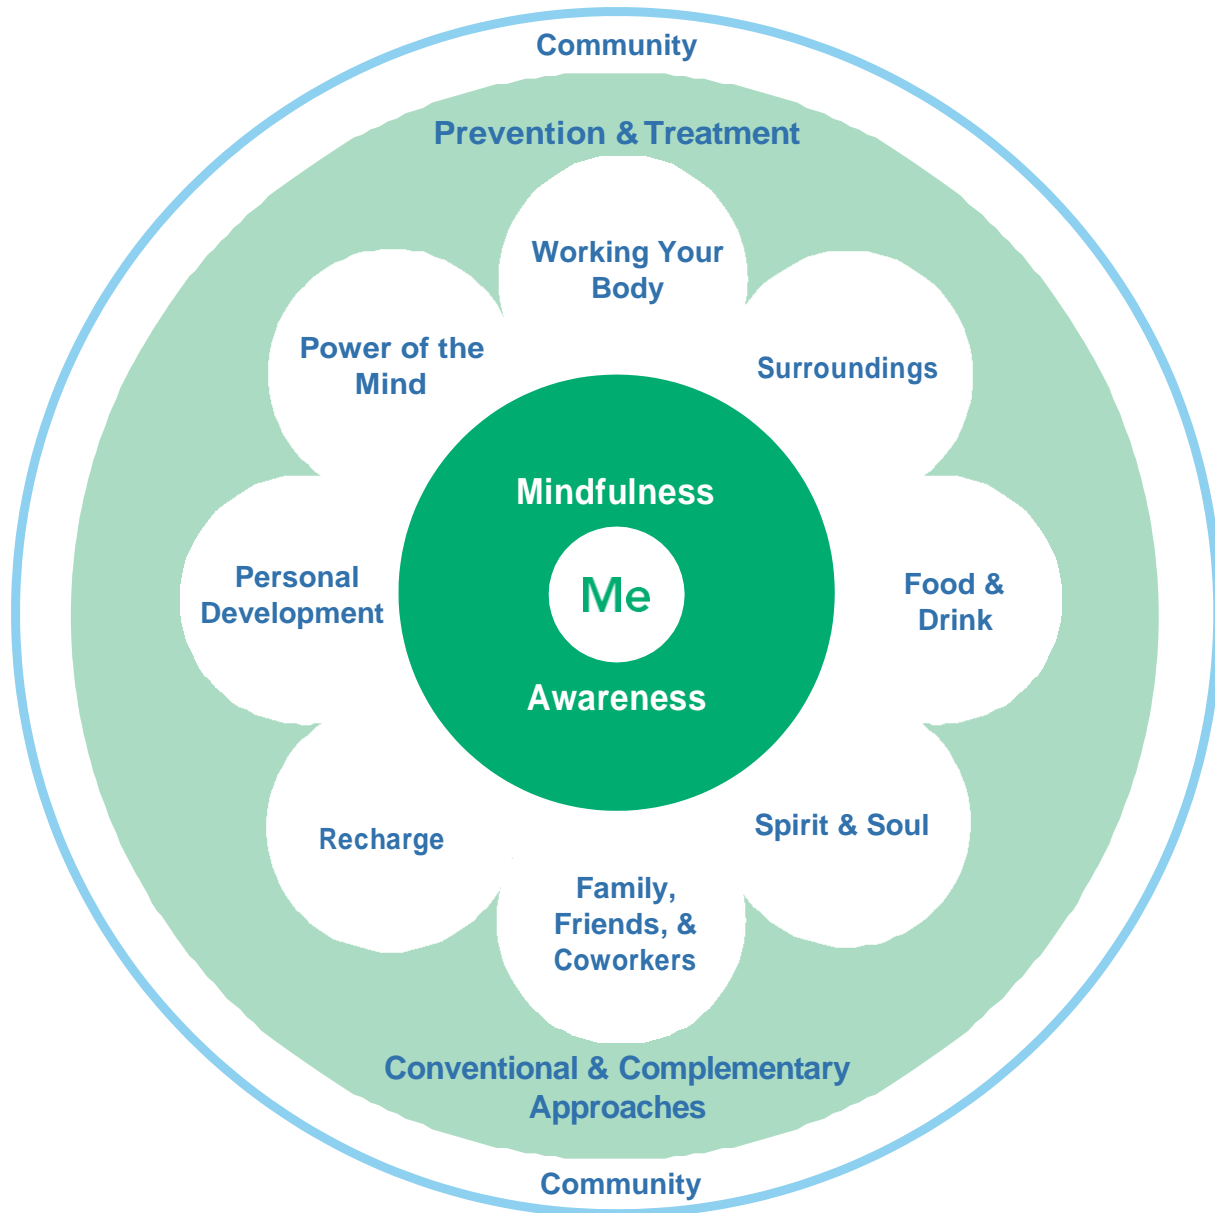 Community
Prevention & Treatment
Working Your
Body
Power of the
Mind
Surroundings
Mindfulness
Me
Awareness
Personal
Development
Food &
Drink
Recharge
Spirit & Soul
Family,
Friends, &
Coworkers
Conventional & Complementary
Approaches
Community